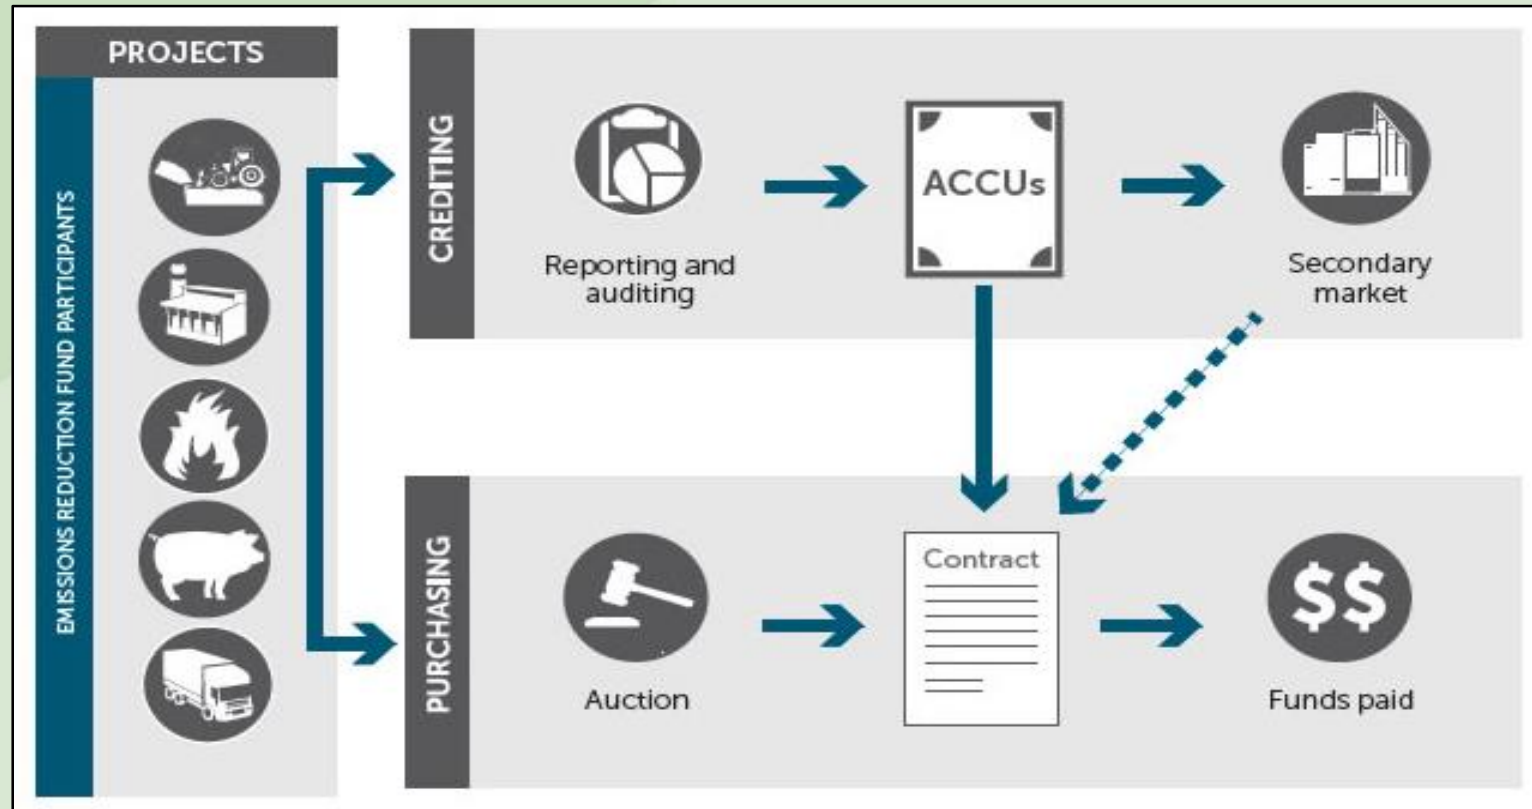 PROJECTS
EMISSIONS REDUCTION FUND PARTICIPANTS
CREDITING
Reporting and
auditing
ACCUs
Secondary
market
PURCHASING
Auction
Contract
$$
Funds paid